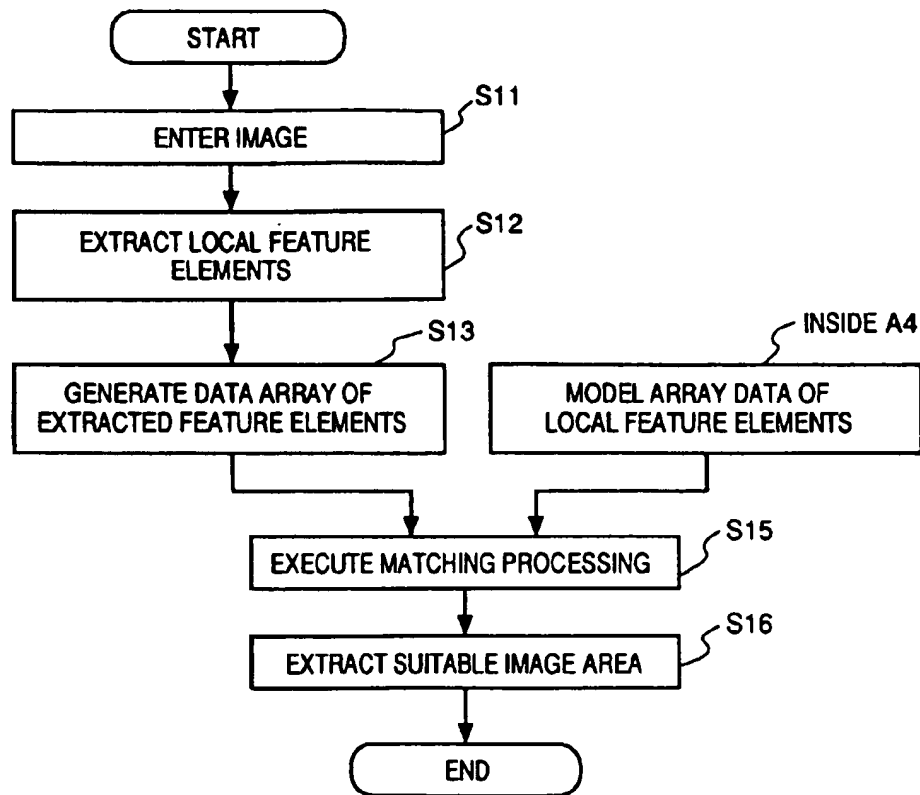 START
S11
ENTER IMAGE
S12
EXTRACT LOCAL FEATURE
ELEMENTS
S13
INSIDE A4
GENERATE DATA ARRAY OF
EXTRACTED FEATURE ELEMENTS
MODEL ARRAY DATA OF
LOCAL FEATURE ELEMENTS
S15
EXECUTE MATCHING PROCESSING
S16
EXTRACT SUITABLE IMAGE AREA
END